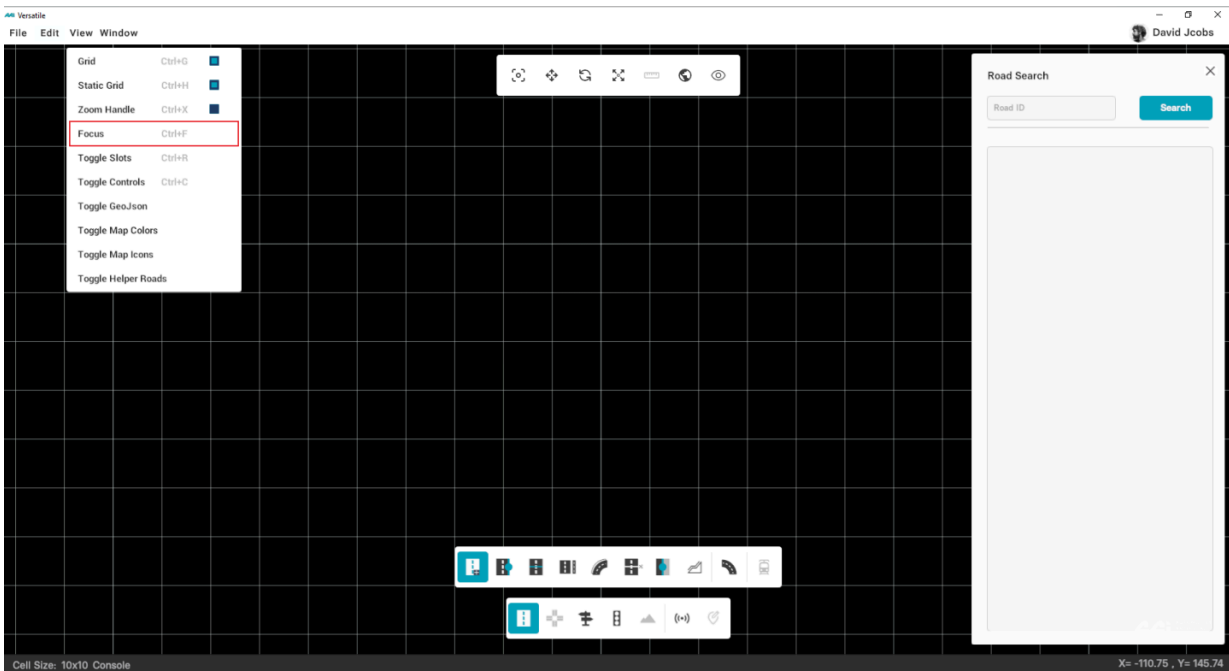 Versatile
File Edit View Window
David Jcobs
Grid Ctrl+G
Static Grid Ctrl+H
Zoom Handle Ctrl+X
Focus Ctrl+F
Toggle Slots Ctrl+R
Toggle Controls Ctrl+C
Toggle GeoJson
Toggle Map Colors
Toggle Map Icons
Toggle Helper Roads
Road Search
Road ID
Search
Cell Size: 10x10 Console
X= -110.75 , Y= 145.74